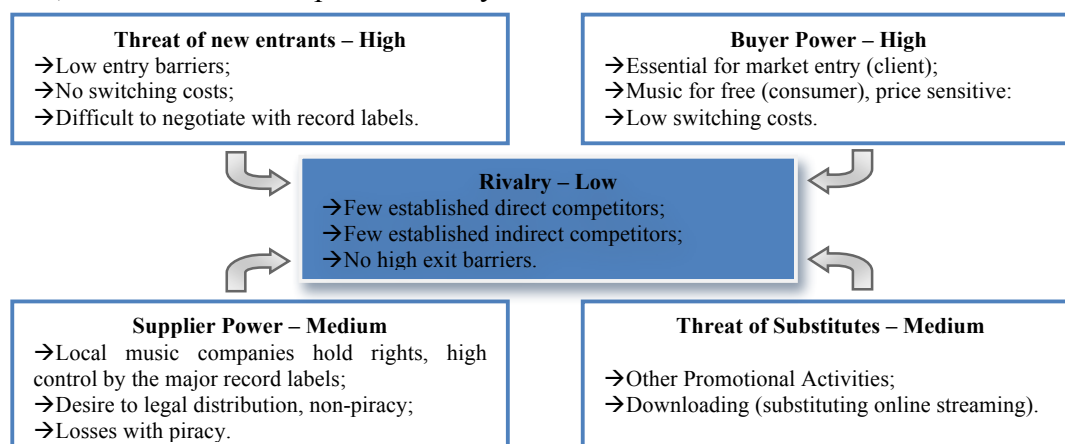 Threat of new entrants – High
→Low entry barriers;
→No switching costs;
→Difficult to negotiate with record labels.
Buyer Power – High
→Essential for market entry (client);
→Music for free (consumer), price sensitive:
→Low switching costs.
Rivalry – Low
→Few established direct competitors;
→Few established indirect competitors;
→No high exit barriers.
Supplier Power – Medium
→Local music companies hold rights, high
control by the major record labels;
→Desire to legal distribution, non-piracy;
→Losses with piracy.
Threat of Substitutes – Medium
→Other Promotional Activities;
→Downloading (substituting online streaming).